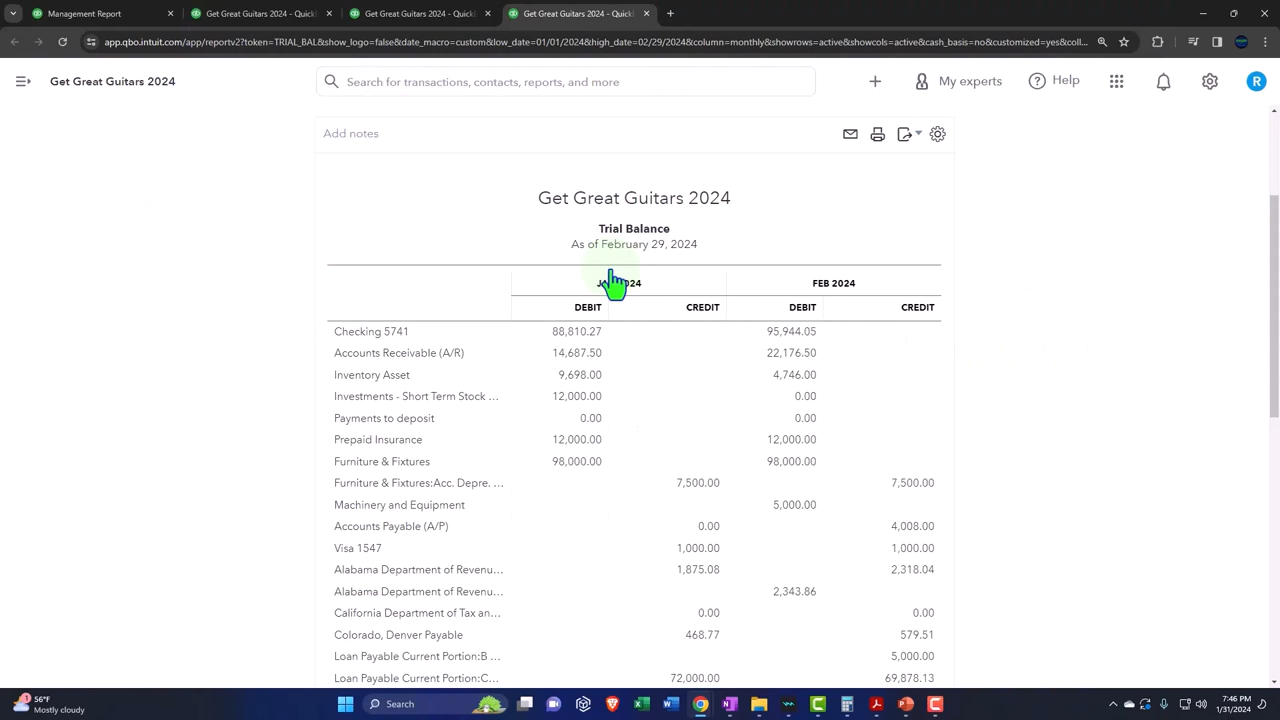 Management Report
Get Great Guitars 2024 - Quickl
Get Great Guitars 2024 - Quickl
Get Great Guitars 2024 - Quickl
app.qbo.intuit.com/app/reportv2?token=TRIAL_BAL&show_logo=false&date_macro=custom&low_date=01/01/2024&high_date=02/29/2024&column=monthly&showrows=active&showcols=active&cash_basis=no&customized=yes&coll...
Get Great Guitars 2024
Search for transactions, contacts, reports, and more
My experts
Help
R
Add notes
Get Great Guitars 2024
Trial Balance
As of February 29, 2024
2024 FEB 2024
DEBIT CREDIT DEBIT CREDIT
Checking 5741 88,810.27 95,944.05
Accounts Receivable (A/R) 14,687.50 22,176.50
Inventory Asset 9,698.00 4,746.00
Investments - Short Term Stock ... 12,000.00 0.00
Payments to deposit 0.00 0.00
Prepaid Insurance 12,000.00 12,000.00
Furniture & Fixtures 98,000.00 98,000.00
Furniture & Fixtures:Acc. Depre. ... 7,500.00 7,500.00
Machinery and Equipment 5,000.00
Accounts Payable (A/P) 0.00 4,008.00
Visa 1547 1,000.00 1,000.00
Alabama Department of Revenu... 1,875.08 2,318.04
Alabama Department of Revenu... 2,343.86
California Department of Tax an... 0.00 0.00
Colorado, Denver Payable 468.77 579.51
Loan Payable Current Portion:B ... 5,000.00
Loan Payable Current Portion:C... 72,000.00 69,878.13
56°F
Mostly cloudy
Search
7:46 PM
1/31/2024